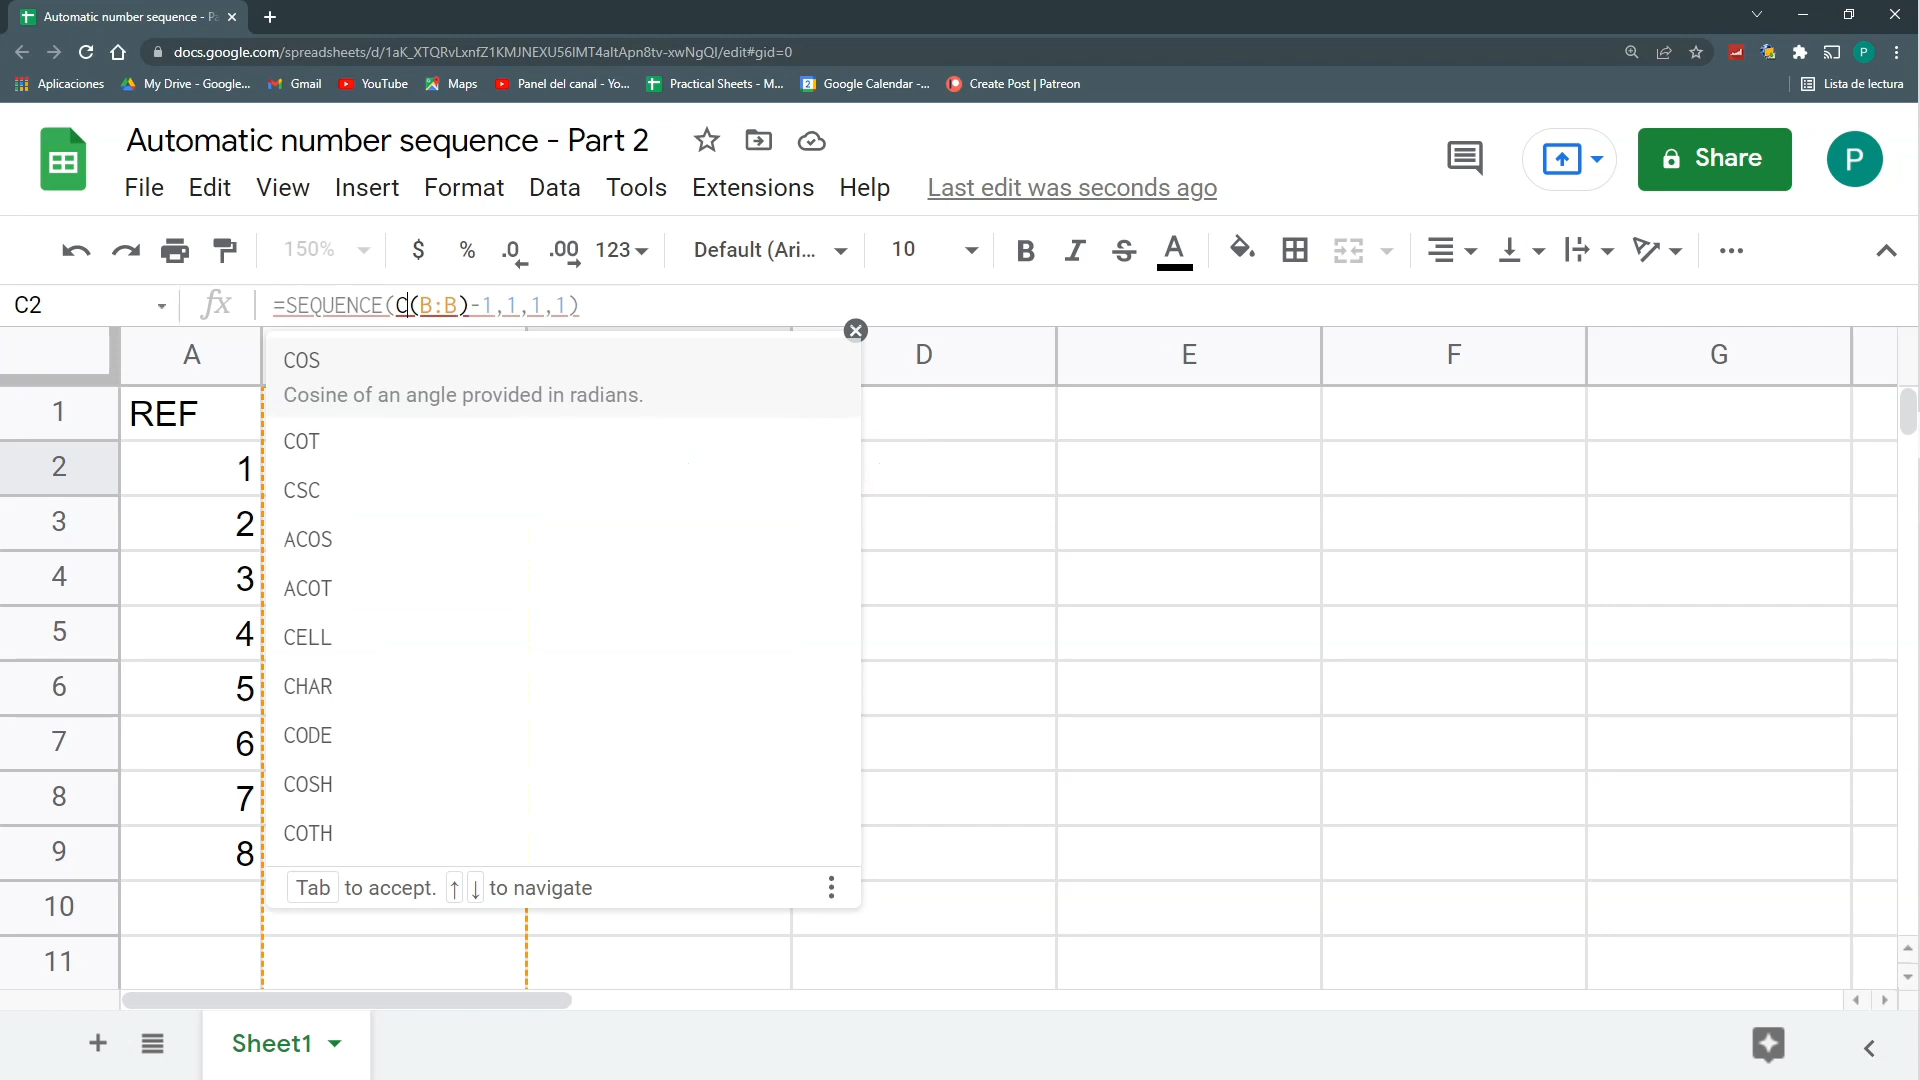 Automatic number sequence - Pa
docs.google.com/spreadsheets/d/1aK_XTQRvLxnfZ1KMJNEXU56IMT4altApn8tv-xwNgQI/edit#gid=0
P
Aplicaciones My Drive - Google... Gmail YouTube Maps Panel del canal - Yo... Practical Sheets - M... Google Calendar -... Create Post | Patreon Lista de lectura
Automatic number sequence - Part 2
Share
P
File Edit View Insert Format Data Tools Extensions Help Last edit was seconds ago
150% $ % .0 .00 123 Default (Ari... 10 B I S A
C2 fx =SEQUENCE(C(B:B)-1,1,1,1)
A D E F G
COS
Cosine of an angle provided in radians.
COT
CSC
ACOS
ACOT
CELL
CHAR
CODE
COSH
COTH
Tab to accept. ↑ ↓ to navigate
1 REF
2 1
3 2
4 3
5 4
6 5
7 6
8 7
9 8
10
11
Sheet1